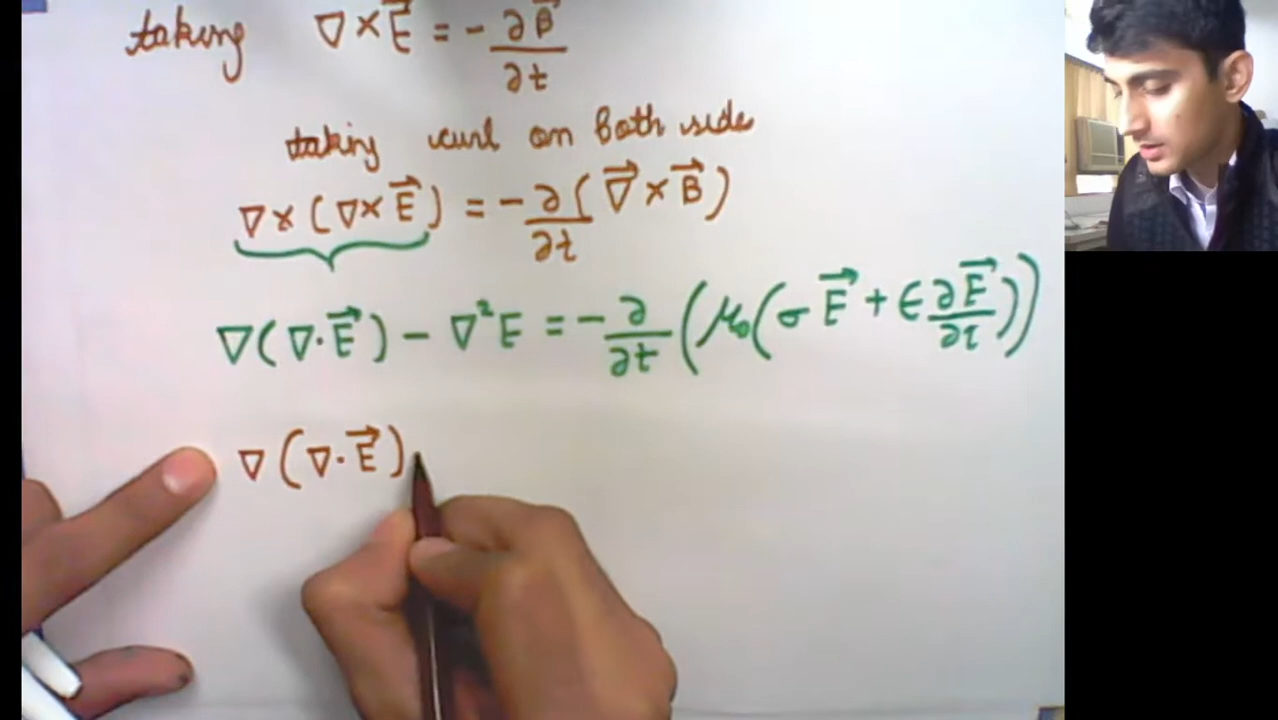 taking ∇×E⃗ = -∂B⃗/∂t
taking curl on both side
∇×(∇×E⃗) = -∂/∂t(∇⃗×B⃗)
∇(∇·E⃗) - ∇²E = -∂/∂t(μ₀(σE⃗ + ϵ∂E⃗/∂t))
∇(∇·E⃗)